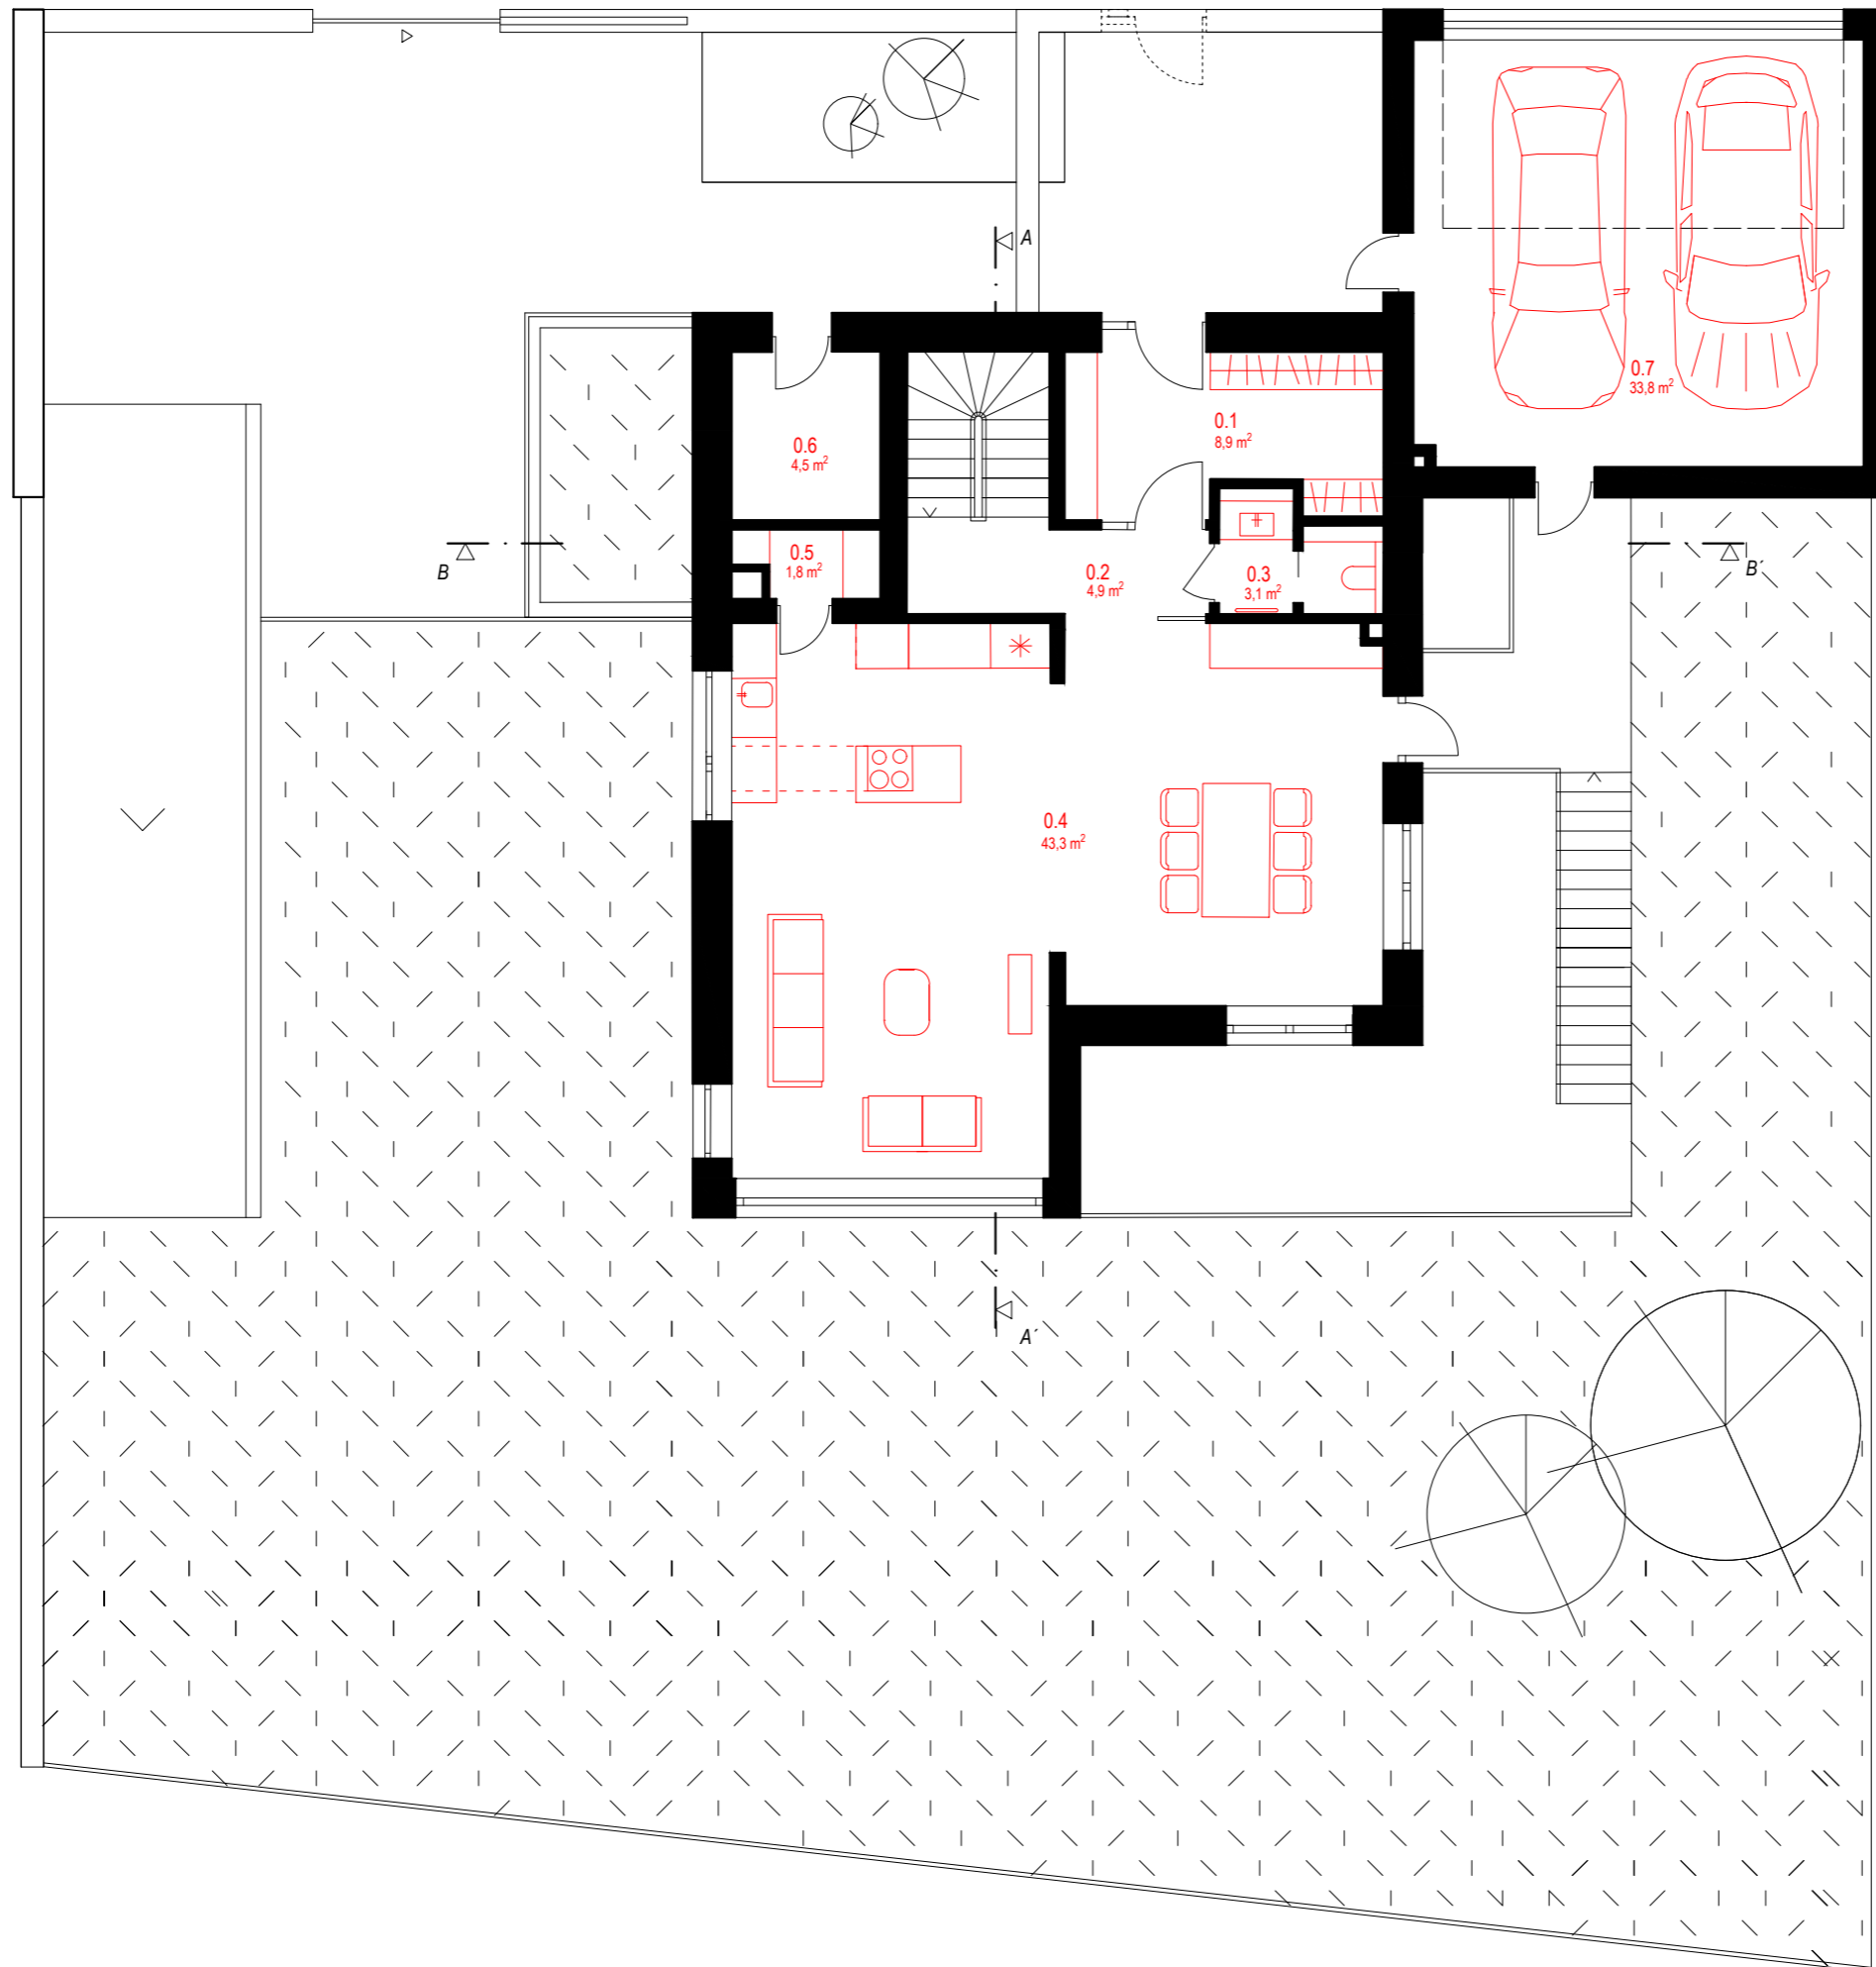 A
0.7
33,8 m²
0.1
8,9 m²
0.6
4,5 m²
B
0.5
1,8 m²
0.2
4,9 m²
0.3
3,1 m²
B´
0.4
43,3 m²
A´